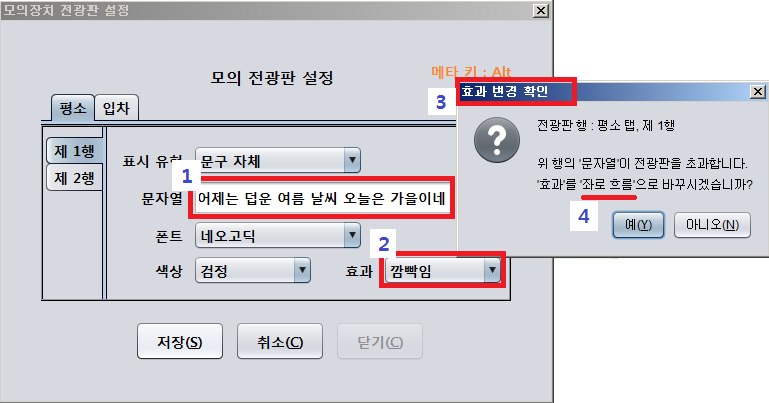 모의장치 전광판 설정
모의 전광판 설정
메타 키 : Alt
평소 입차
제 1행
제 2행
표시 유형 문구 자체
1
문자열 어제는 덥운 여름 날씨 오늘은 가을이네
폰트 네오고딕
2
색상 검정 효과 깜빡임
저장(S) 취소(C) 닫기(C)
3
효과 변경 확인
전광판 행 : 평소 탭, 제 1행
위 행의 '문자열'이 전광판을 초과합니다.
'효과'를 '좌로 흐름'으로 바꾸시겠습니까?
4
예(Y) 아니오(N)